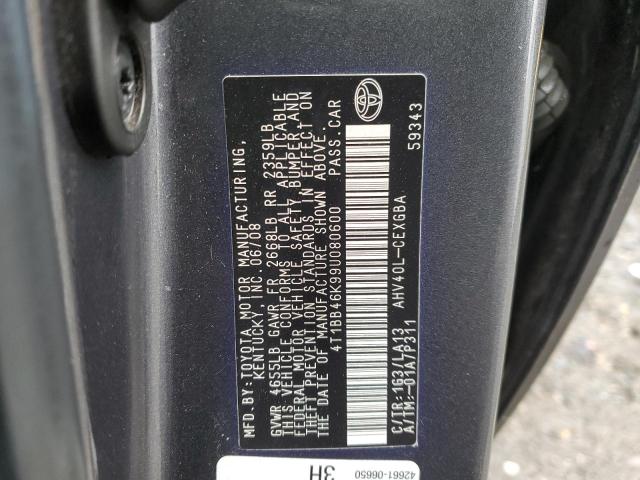 MFD.BY: TOYOTA MOTOR MANUFACTURING,
KENTUCKY, INC. 06/08
GVWR 4655LB GAWR FR 2668LB RR 2359LB
THIS VEHICLE CONFORMS TO ALL APPLICABLE
FEDERAL MOTOR VEHICLE SAFETY, BUMPER, AND
THEFT PREVENTION STANDARDS IN EFFECT ON
THE DATE OF MANUFACTURE SHOWN ABOVE.
4T1BB46K99U080600 PASS.CAR
AHV40L-CEXGBA
C/TR:1G3/LA13 59343
A/TM:-01A/P311
42661-06650
3H